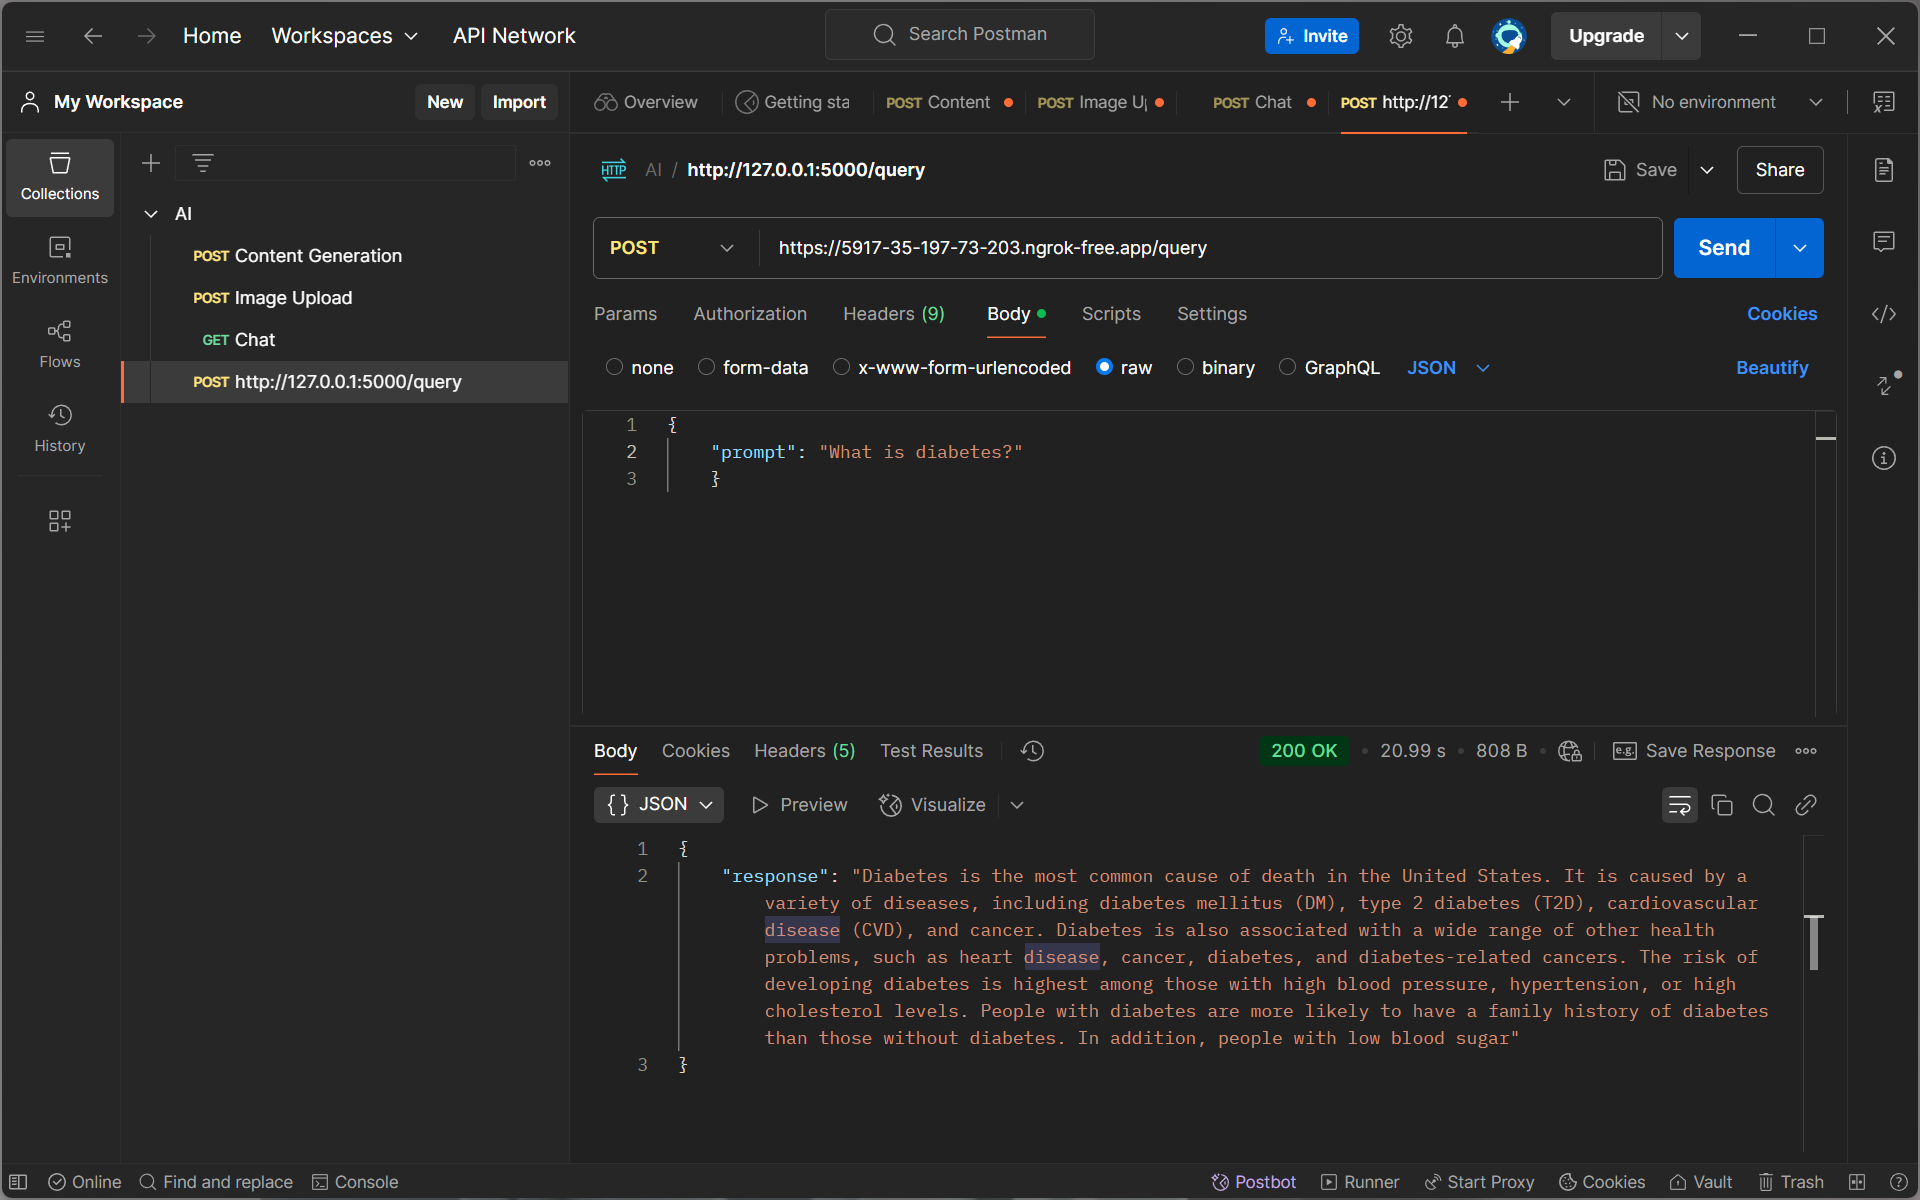 Home Workspaces API Network Search Postman Invite Upgrade
My Workspace New Import
Overview Getting sta POST Content POST Image U POST Chat POST http://12 No environment
Collections
Environments
Flows
History
AI
POST Content Generation
POST Image Upload
GET Chat
POST http://127.0.0.1:5000/query
HTTP AI / http://127.0.0.1:5000/query Save Share
POST https://5917-35-197-73-203.ngrok-free.app/query Send
Params Authorization Headers (9) Body Scripts Settings Cookies
none form-data x-www-form-urlencoded raw binary GraphQL JSON Beautify
1 {
2 "prompt": "What is diabetes?"
3 }
Body Cookies Headers (5) Test Results 200 OK • 20.99 s • 808 B • e.g. Save Response
{} JSON Preview Visualize
1 {
2 "response": "Diabetes is the most common cause of death in the United States. It is caused by a
variety of diseases, including diabetes mellitus (DM), type 2 diabetes (T2D), cardiovascular
disease (CVD), and cancer. Diabetes is also associated with a wide range of other health
problems, such as heart disease, cancer, diabetes, and diabetes-related cancers. The risk of
developing diabetes is highest among those with high blood pressure, hypertension, or high
cholesterol levels. People with diabetes are more likely to have a family history of diabetes
than those without diabetes. In addition, people with low blood sugar"
3 }
Online Find and replace Console Postbot Runner Start Proxy Cookies Vault Trash